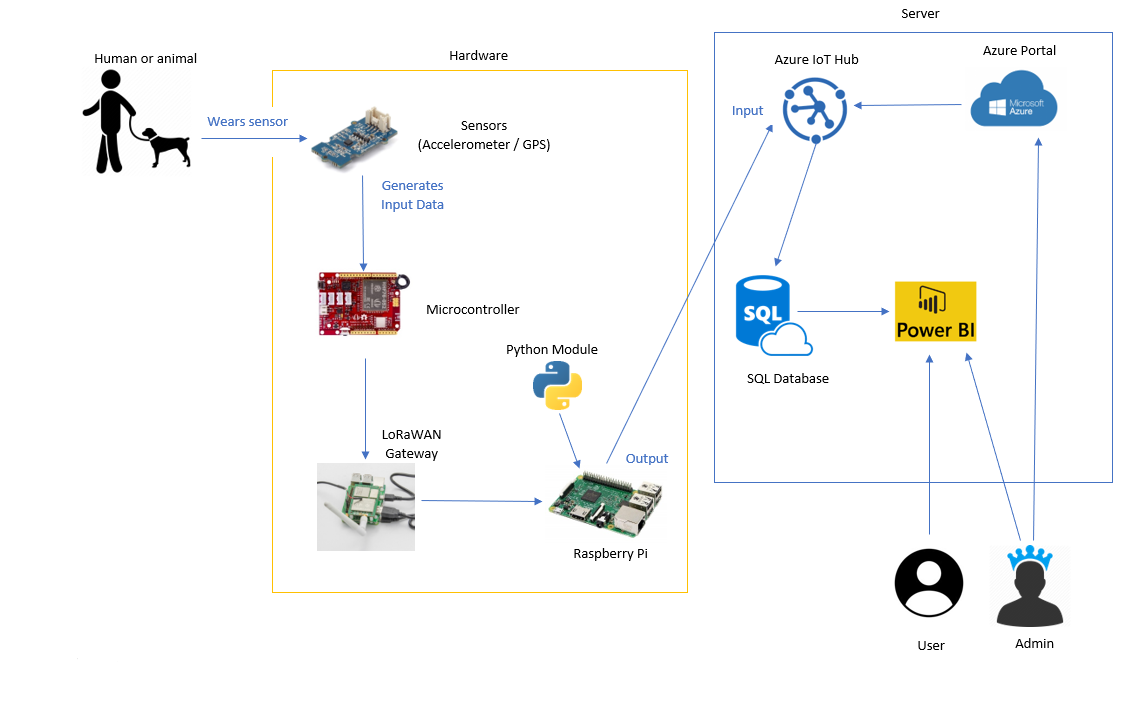 Server
Human or animal
Hardware
Azure IoT Hub
Azure Portal
Wears sensor
Sensors
(Accelerometer / GPS)
Input
Microsoft
Azure
Generates
Input Data
Microcontroller
SQL
SQL Database
Power BI
Python Module
LoRaWAN
Gateway
Output
Raspberry Pi
User
Admin